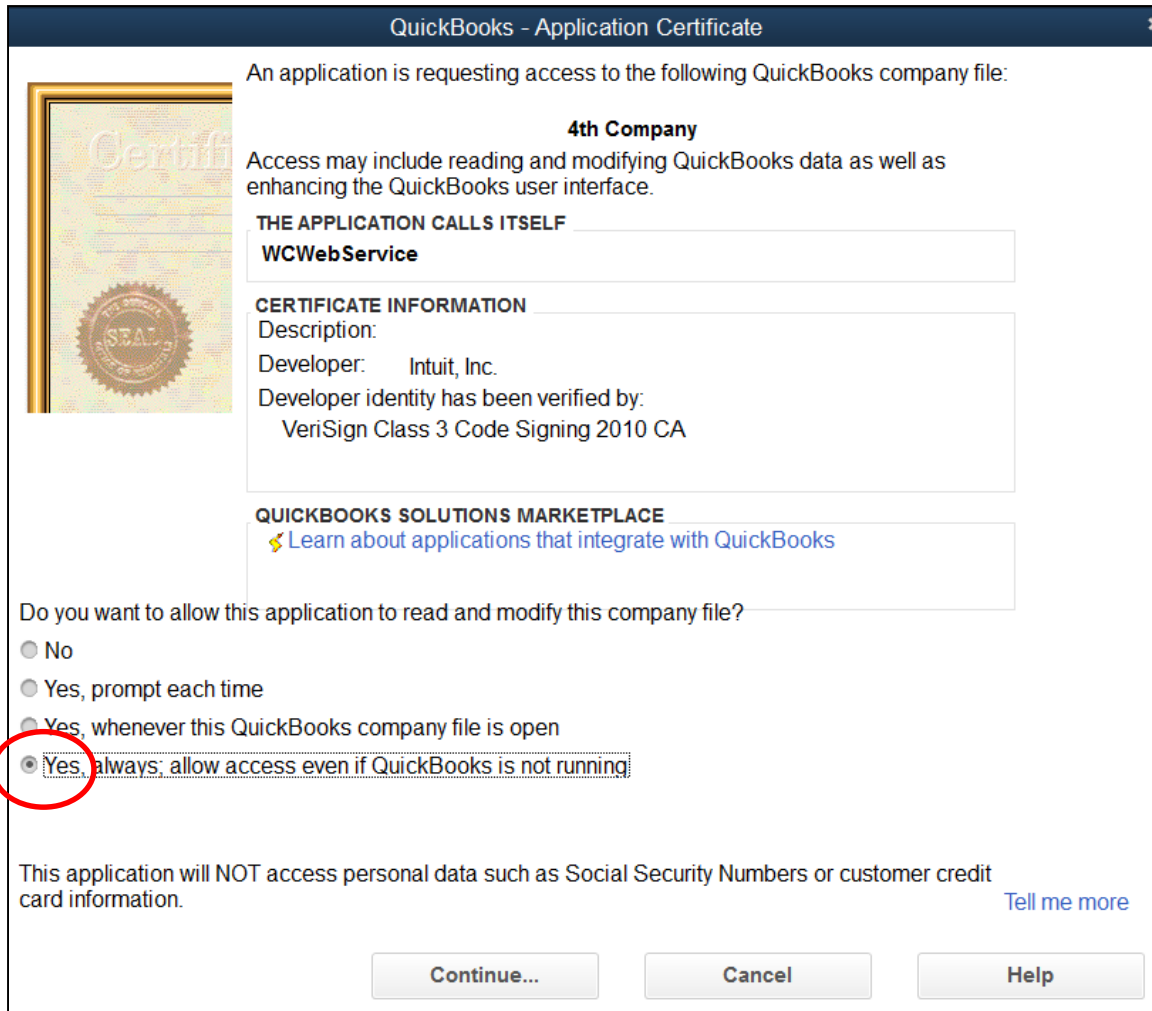 QuickBooks - Application Certificate
An application is requesting access to the following QuickBooks company file:
4th Company
Access may include reading and modifying QuickBooks data as well as
enhancing the QuickBooks user interface.
THE APPLICATION CALLS ITSELF
WCWebService
CERTIFICATE INFORMATION
Description:
Developer: Intuit, Inc.
Developer identity has been verified by:
VeriSign Class 3 Code Signing 2010 CA
QUICKBOOKS SOLUTIONS MARKETPLACE
Learn about applications that integrate with QuickBooks
Do you want to allow this application to read and modify this company file?
No
Yes, prompt each time
Yes, whenever this QuickBooks company file is open
Yes, always; allow access even if QuickBooks is not running
This application will NOT access personal data such as Social Security Numbers or customer credit
card information.
Tell me more
Continue... Cancel Help
Certifi
SEAL